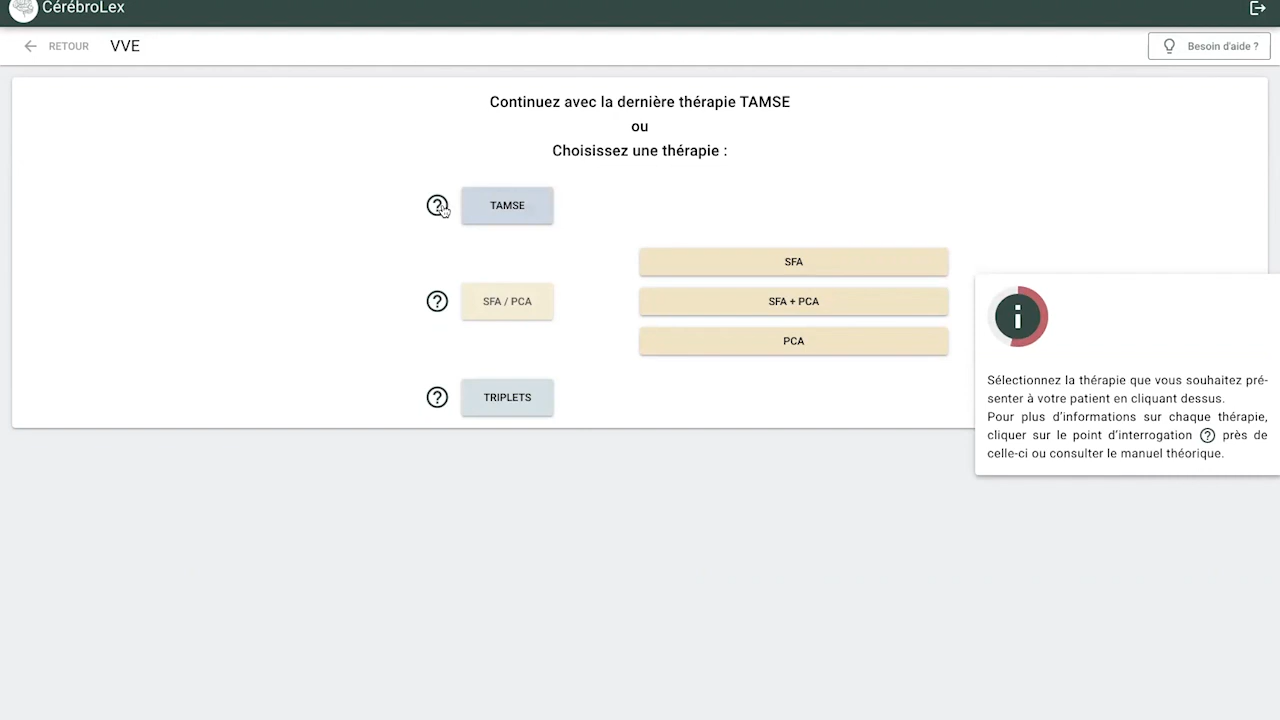 CérébroLex
RETOUR VVE
Besoin d'aide ?
Continuez avec la dernière thérapie TAMSE
ou
Choisissez une thérapie :
? TAMSE
SFA
? SFA / PCA
SFA + PCA
PCA
? TRIPLETS
i
Sélectionnez la thérapie que vous souhaitez pré-
senter à votre patient en cliquant dessus.
Pour plus d'informations sur chaque thérapie,
cliquer sur le point d'interrogation ? près de
celle-ci ou consulter le manuel théorique.